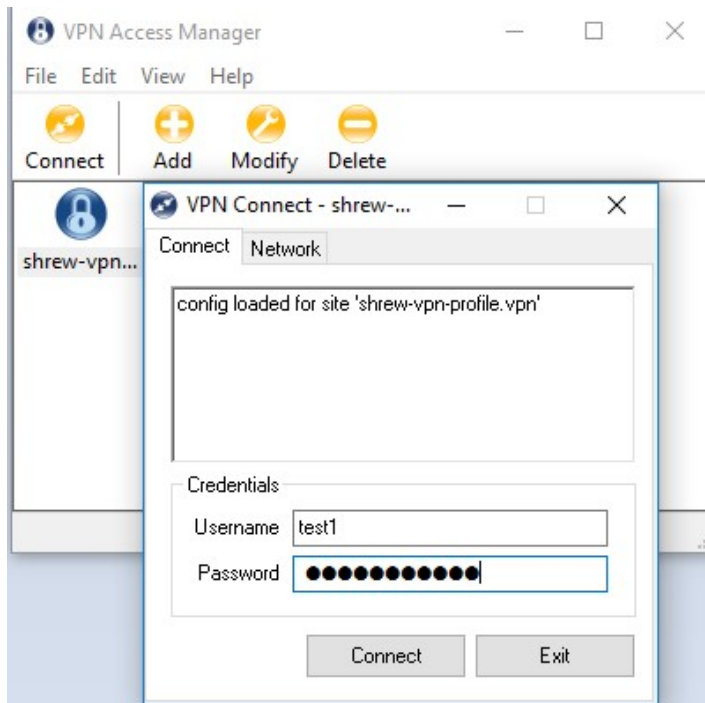 VPN Access Manager
File Edit View Help
Connect Add Modify Delete
shrew-vpn...
VPN Connect - shrew-...
Connect Network
config loaded for site 'shrew-vpn-profile.vpn'
Credentials
Username test1
Password ●●●●●●●●●●●
Connect Exit